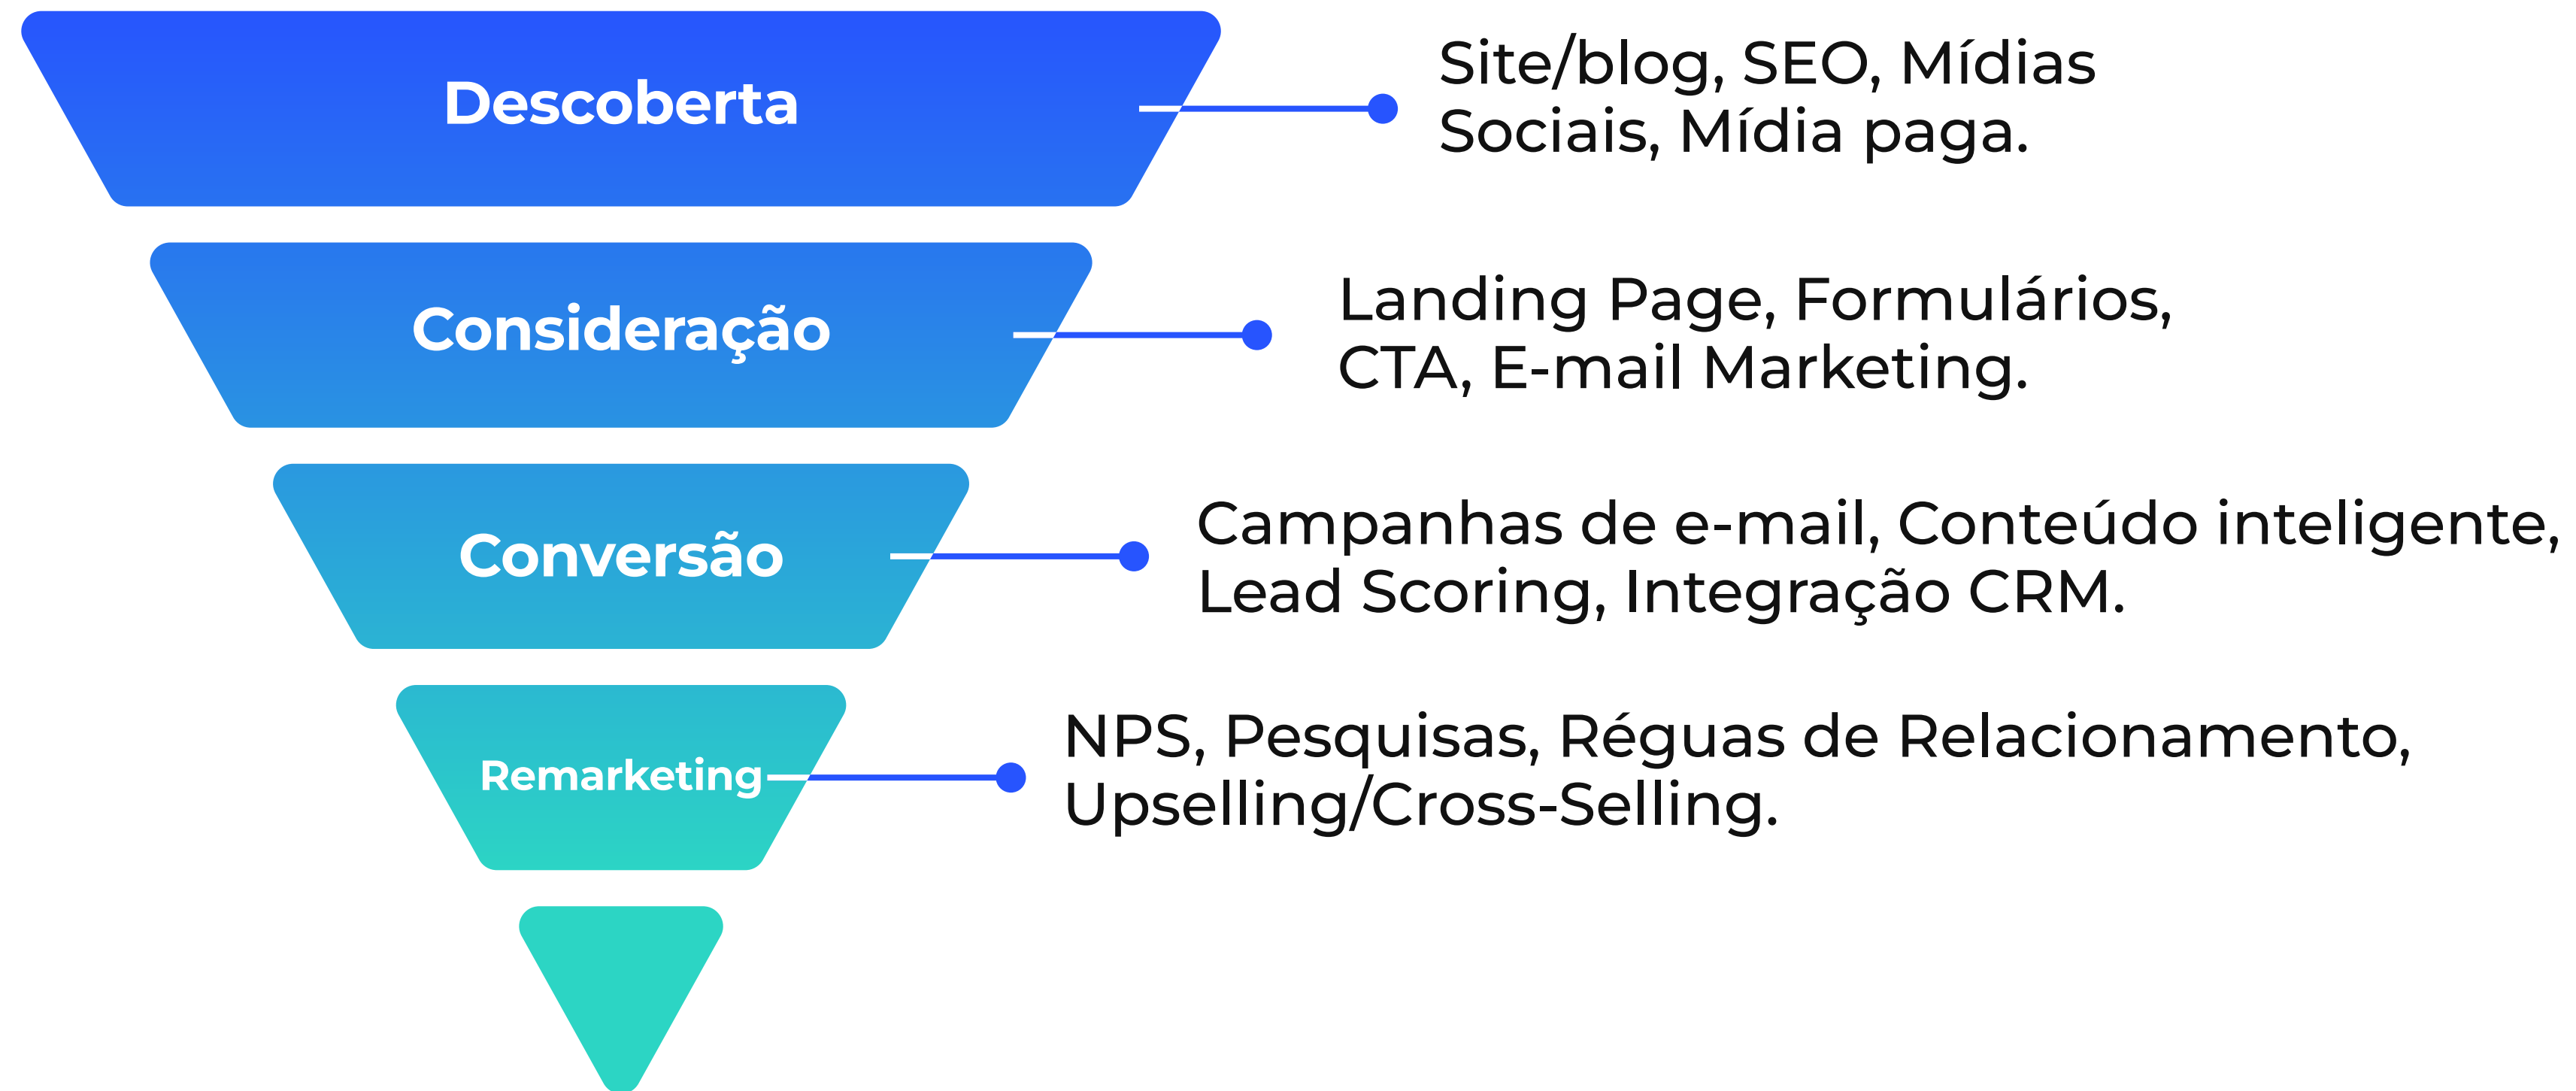 Descoberta
Site/blog, SEO, Mídias
Sociais, Mídia paga.
Consideração
Landing Page, Formulários,
CTA, E-mail Marketing.
Conversão
Campanhas de e-mail, Conteúdo inteligente,
Lead Scoring, Integração CRM.
Remarketing
NPS, Pesquisas, Réguas de Relacionamento,
Upselling/Cross-Selling.